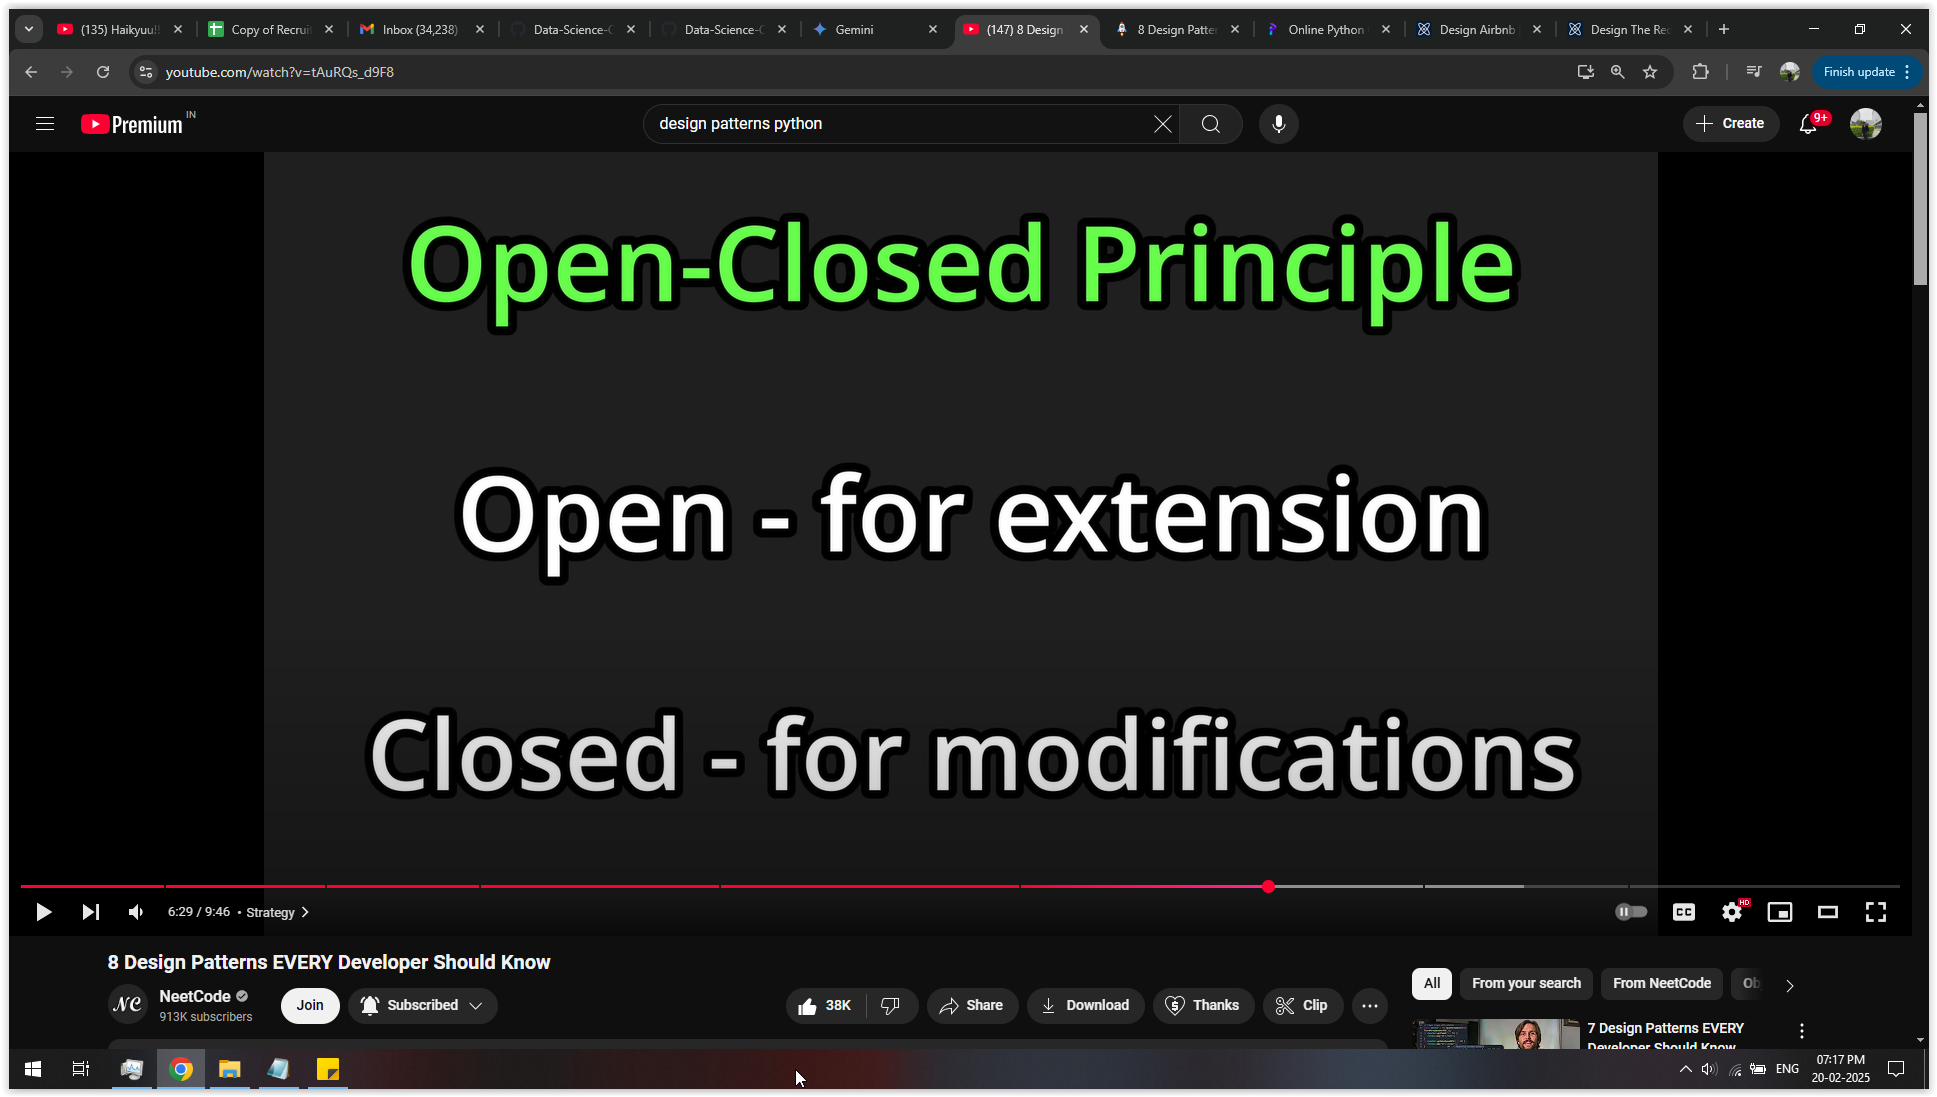 (135) Haikyuu!!
Copy of Recruit
Inbox (34,238)
Data-Science-C
Data-Science-C
Gemini
(147) 8 Design
8 Design Patte
Online Python
Design Airbnb
Design The Rec
youtube.com/watch?v=tAuRQs_d9F8
Finish update
Premium IN
design patterns python
Create
9+
Open-Closed Principle
Open - for extension
Closed - for modifications
6:29 / 9:46 • Strategy
CC
HD
8 Design Patterns EVERY Developer Should Know
NC
NeetCode
913K subscribers
Join
Subscribed
38K
Share
Download
Thanks
Clip
All
From your search
From NeetCode
Ob
7 Design Patterns EVERY
Developer Should Know
ENG
07:17 PM
20-02-2025